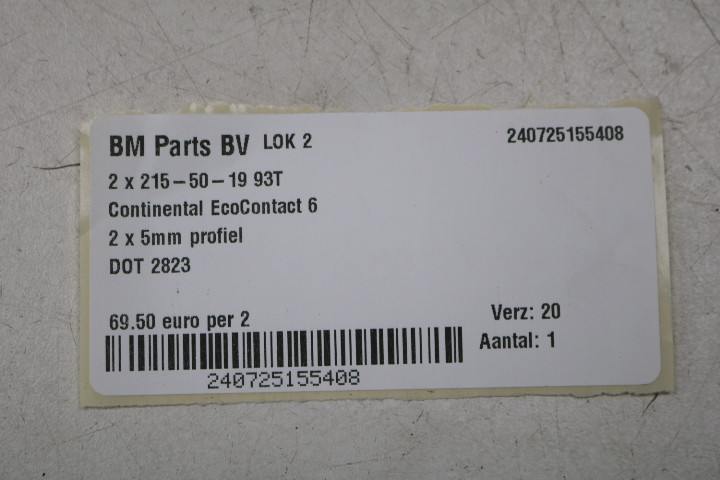 BM Parts BV LOK 2 240725155408
2 x 215-50-19 93T
Continental EcoContact 6
2 x 5mm profiel
DOT 2823
69.50 euro per 2 Verz: 20
Aantal: 1
240725155408